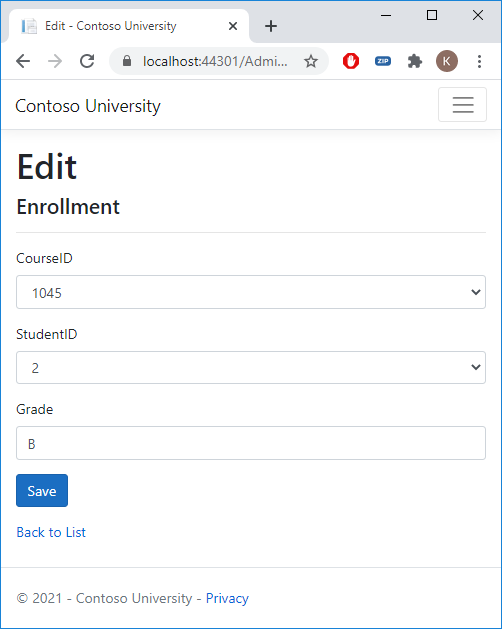 Edit - Contoso University
localhost:44301/Admi...
ZIP
K
Contoso University
Edit
Enrollment
CourseID
1045
StudentID
2
Grade
B
Save
Back to List
© 2021 - Contoso University - Privacy